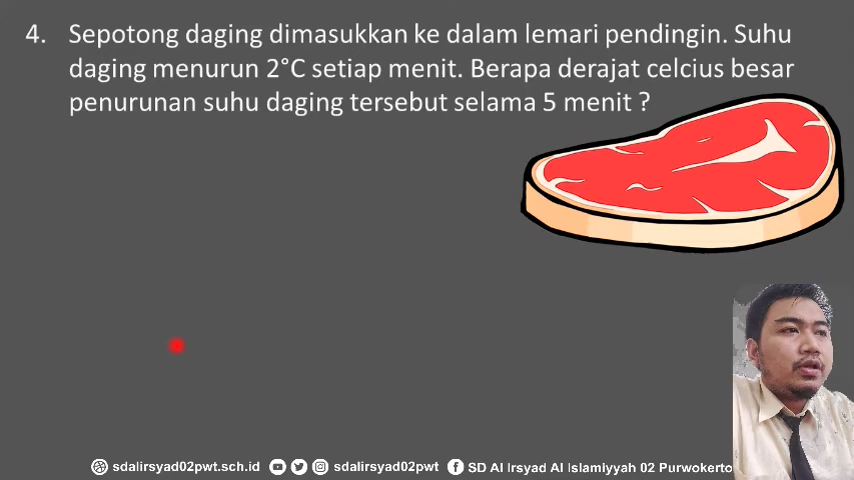 4. Sepotong daging dimasukkan ke dalam lemari pendingin. Suhu
daging menurun 2°C setiap menit. Berapa derajat celcius besar
penurunan suhu daging tersebut selama 5 menit ?
sdalirsyad02pwt.sch.id sdalirsyad02pwt SD Al Irsyad Al Islamiyyah 02 Purwokerto